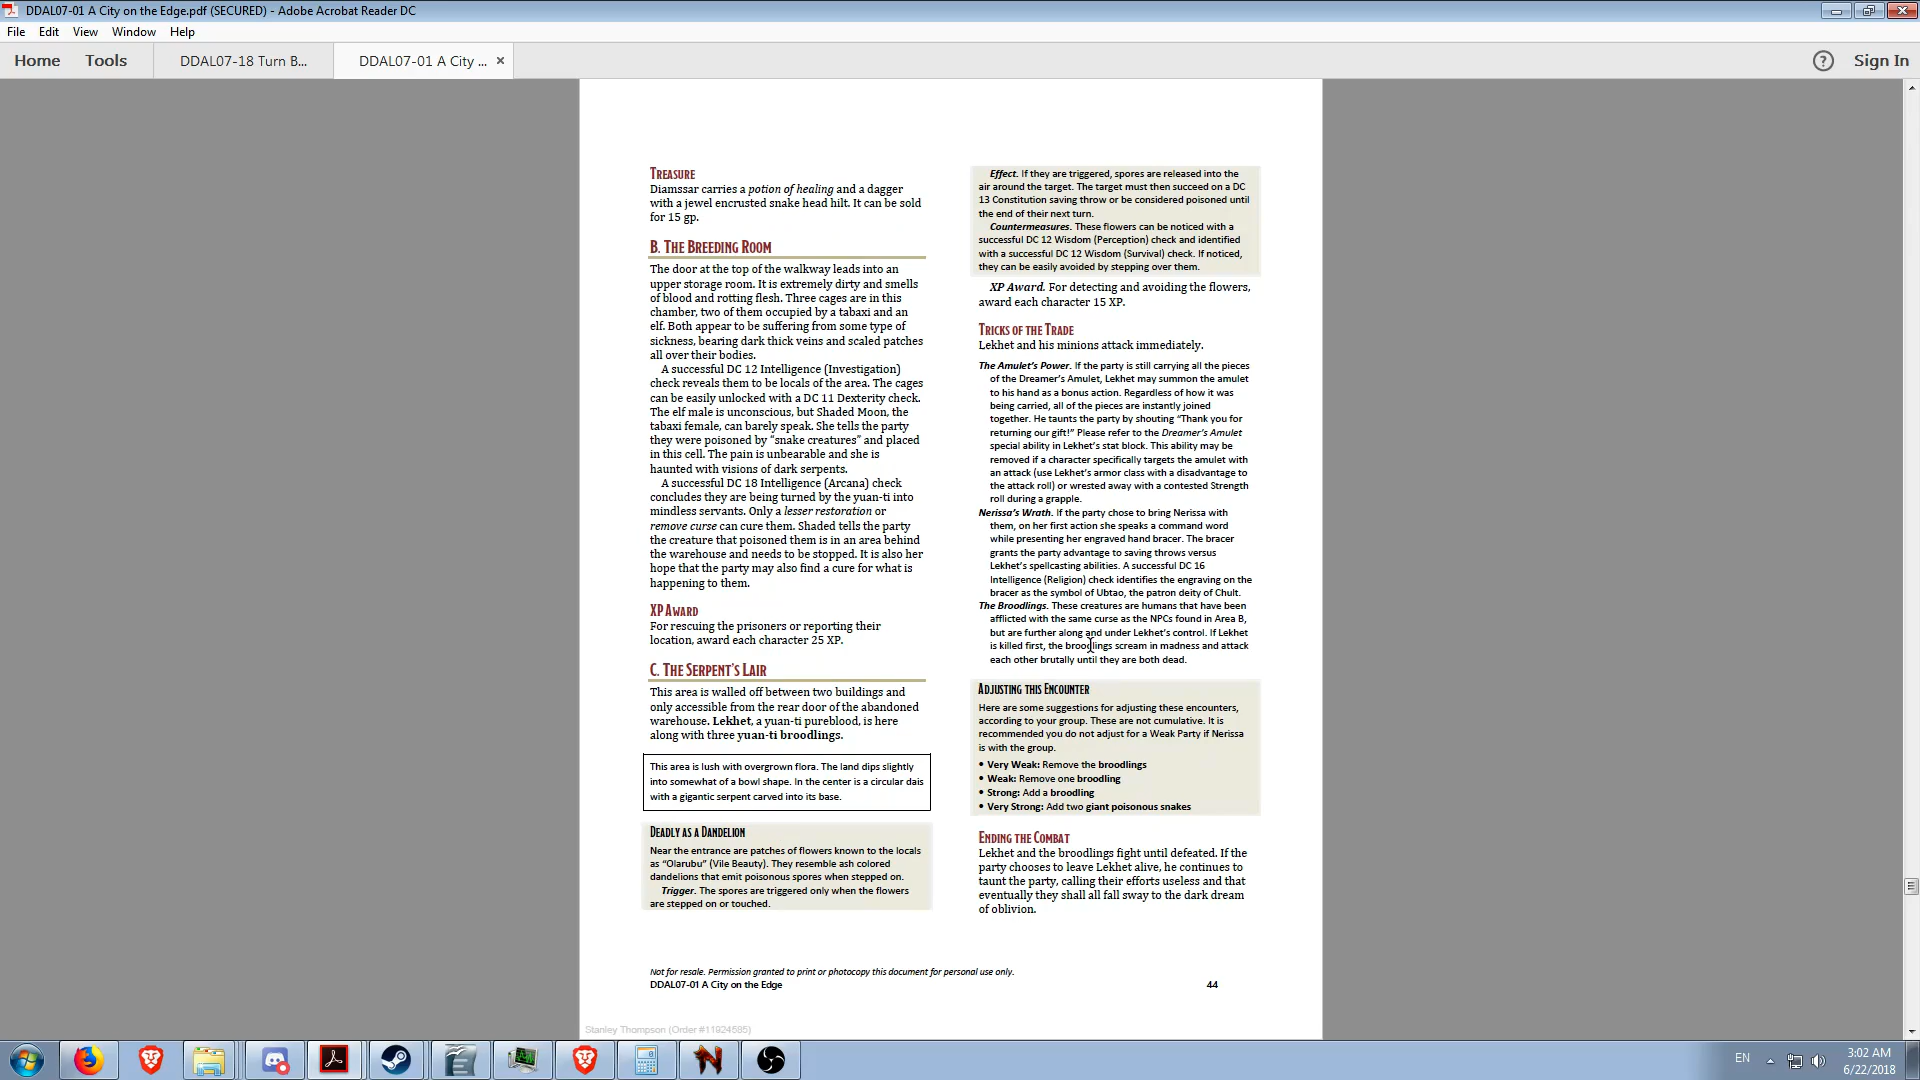 DDAL07-01 A City on the Edge.pdf (SECURED) - Adobe Acrobat Reader DC
File Edit View Window Help
Home Tools DDAL07-18 Turn B... DDAL07-01 A City ... × ? Sign In
TREASURE
Diamssar carries a potion of healing and a dagger
with a jewel encrusted snake head hilt. It can be sold
for 15 gp.
B. THE BREEDING ROOM
The door at the top of the walkway leads into an
upper storage room. It is extremely dirty and smells
of blood and rotting flesh. Three cages are in this
chamber, two of them occupied by a tabaxi and an
elf. Both appear to be suffering from some type of
sickness, bearing dark thick veins and scaled patches
all over their bodies.
A successful DC 12 Intelligence (Investigation)
check reveals them to be locals of the area. The cages
can be easily unlocked with a DC 11 Dexterity check.
The elf male is unconscious, but Shaded Moon, the
tabaxi female, can barely speak. She tells the party
they were poisoned by “snake creatures” and placed
in this cell. The pain is unbearable and she is
haunted with visions of dark serpents.
A successful DC 18 Intelligence (Arcana) check
concludes they are being turned by the yuan-ti into
mindless servants. Only a lesser restoration or
remove curse can cure them. Shaded tells the party
the creature that poisoned them is in an area behind
the warehouse and needs to be stopped. It is also her
hope that the party may also find a cure for what is
happening to them.
XP AWARD
For rescuing the prisoners or reporting their
location, award each character 25 XP.
C. THE SERPENT'S LAIR
This area is walled off between two buildings and
only accessible from the rear door of the abandoned
warehouse. Lekhet, a yuan-ti pureblood, is here
along with three yuan-ti broodlings.
This area is lush with overgrown flora. The land dips slightly
into somewhat of a bowl shape. In the center is a circular dais
with a gigantic serpent carved into its base.
DEADLY AS A DANDELION
Near the entrance are patches of flowers known to the locals
as “Olarubu” (Vile Beauty). They resemble ash colored
dandelions that emit poisonous spores when stepped on.
Trigger. The spores are triggered only when the flowers
are stepped on or touched.
Effect. If they are triggered, spores are released into the
air around the target. The target must then succeed on a DC
13 Constitution saving throw or be considered poisoned until
the end of their next turn.
Countermeasures. These flowers can be noticed with a
successful DC 12 Wisdom (Perception) check and identified
with a successful DC 12 Wisdom (Survival) check. If noticed,
they can be easily avoided by stepping over them.
XP Award. For detecting and avoiding the flowers,
award each character 15 XP.
TRICKS OF THE TRADE
Lekhet and his minions attack immediately.
The Amulet's Power. If the party is still carrying all the pieces
of the Dreamer's Amulet, Lekhet may summon the amulet
to his hand as a bonus action. Regardless of how it was
being carried, all of the pieces are instantly joined
together. He taunts the party by shouting “Thank you for
returning our gift!” Please refer to the Dreamer's Amulet
special ability in Lekhet's stat block. This ability may be
removed if a character specifically targets the amulet with
an attack (use Lekhet's armor class with a disadvantage to
the attack roll) or wrested away with a contested Strength
roll during a grapple.
Nerissa's Wrath. If the party chose to bring Nerissa with
them, on her first action she speaks a command word
while presenting her engraved hand bracer. The bracer
grants the party advantage to saving throws versus
Lekhet's spellcasting abilities. A successful DC 16
Intelligence (Religion) check identifies the engraving on the
bracer as the symbol of Ubtao, the patron deity of Chult.
The Broodlings. These creatures are humans that have been
afflicted with the same curse as the NPCs found in Area B,
but are further along and under Lekhet's control. If Lekhet
is killed first, the broodlings scream in madness and attack
each other brutally until they are both dead.
ADJUSTING THIS ENCOUNTER
Here are some suggestions for adjusting these encounters,
according to your group. These are not cumulative. It is
recommended you do not adjust for a Weak Party if Nerissa
is with the group.
• Very Weak: Remove the broodlings
• Weak: Remove one broodling
• Strong: Add a broodling
• Very Strong: Add two giant poisonous snakes
ENDING THE COMBAT
Lekhet and the broodlings fight until defeated. If the
party chooses to leave Lekhet alive, he continues to
taunt the party, calling their efforts useless and that
eventually they shall all fall sway to the dark dream
of oblivion.
Not for resale. Permission granted to print or photocopy this document for personal use only.
DDAL07-01 A City on the Edge 44
Stanley Thompson (Order #11924585)
EN 3:02 AM
6/22/2018